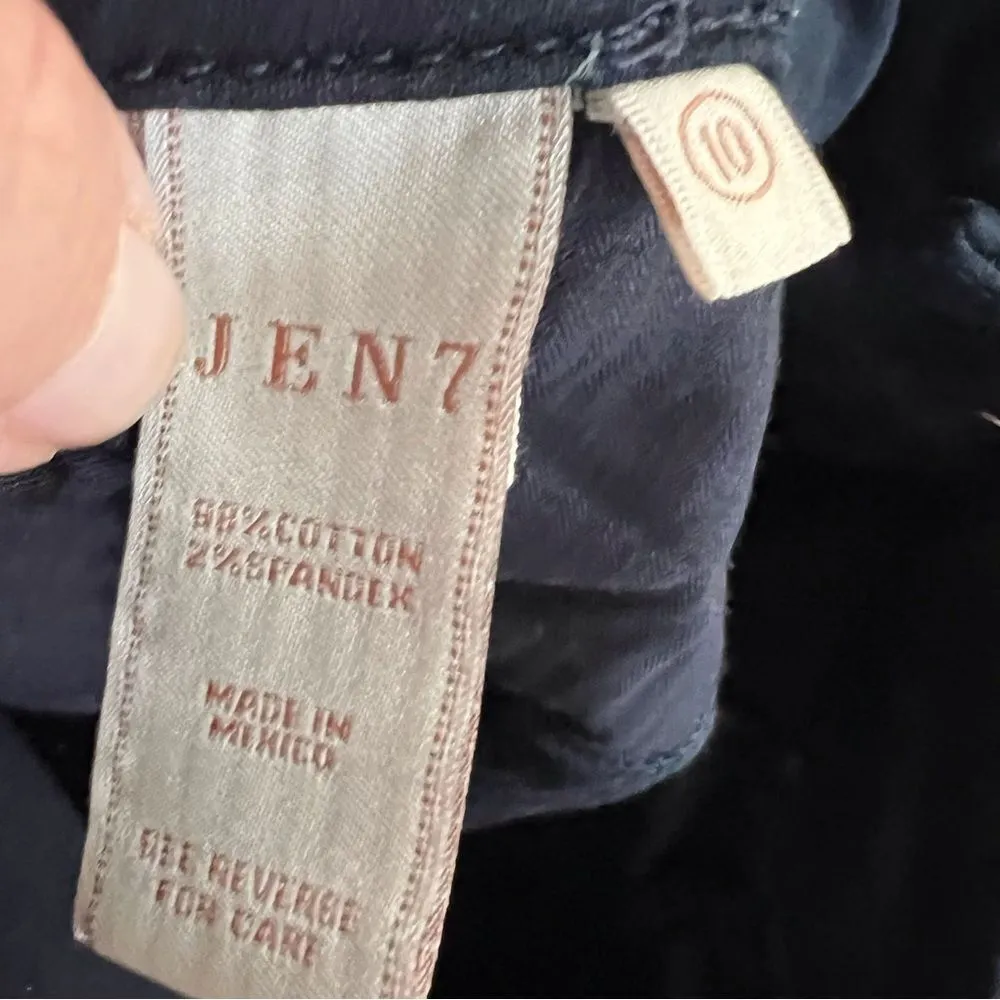 10
JEN7
98%COTTON
2%SPANDEX
MADE IN
MEXICO
SEE REVERSE
FOR CARE